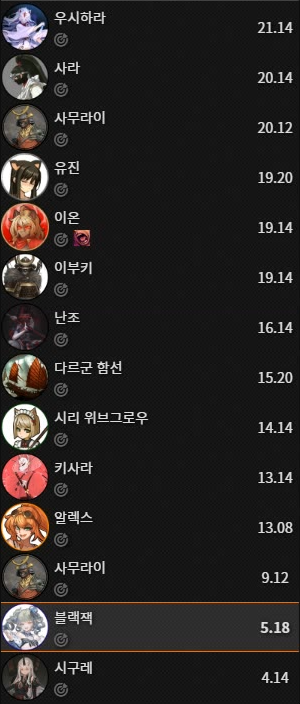 우시하라
21.14
사라
20.14
사무라이
20.12
유진
19.20
이온
19.14
이부키
19.14
난조
16.14
다르군 함선
15.20
시리 위브그로우
14.14
키사라
13.14
알렉스
13.08
사무라이
9.12
블랙잭
5.18
시구레
4.14